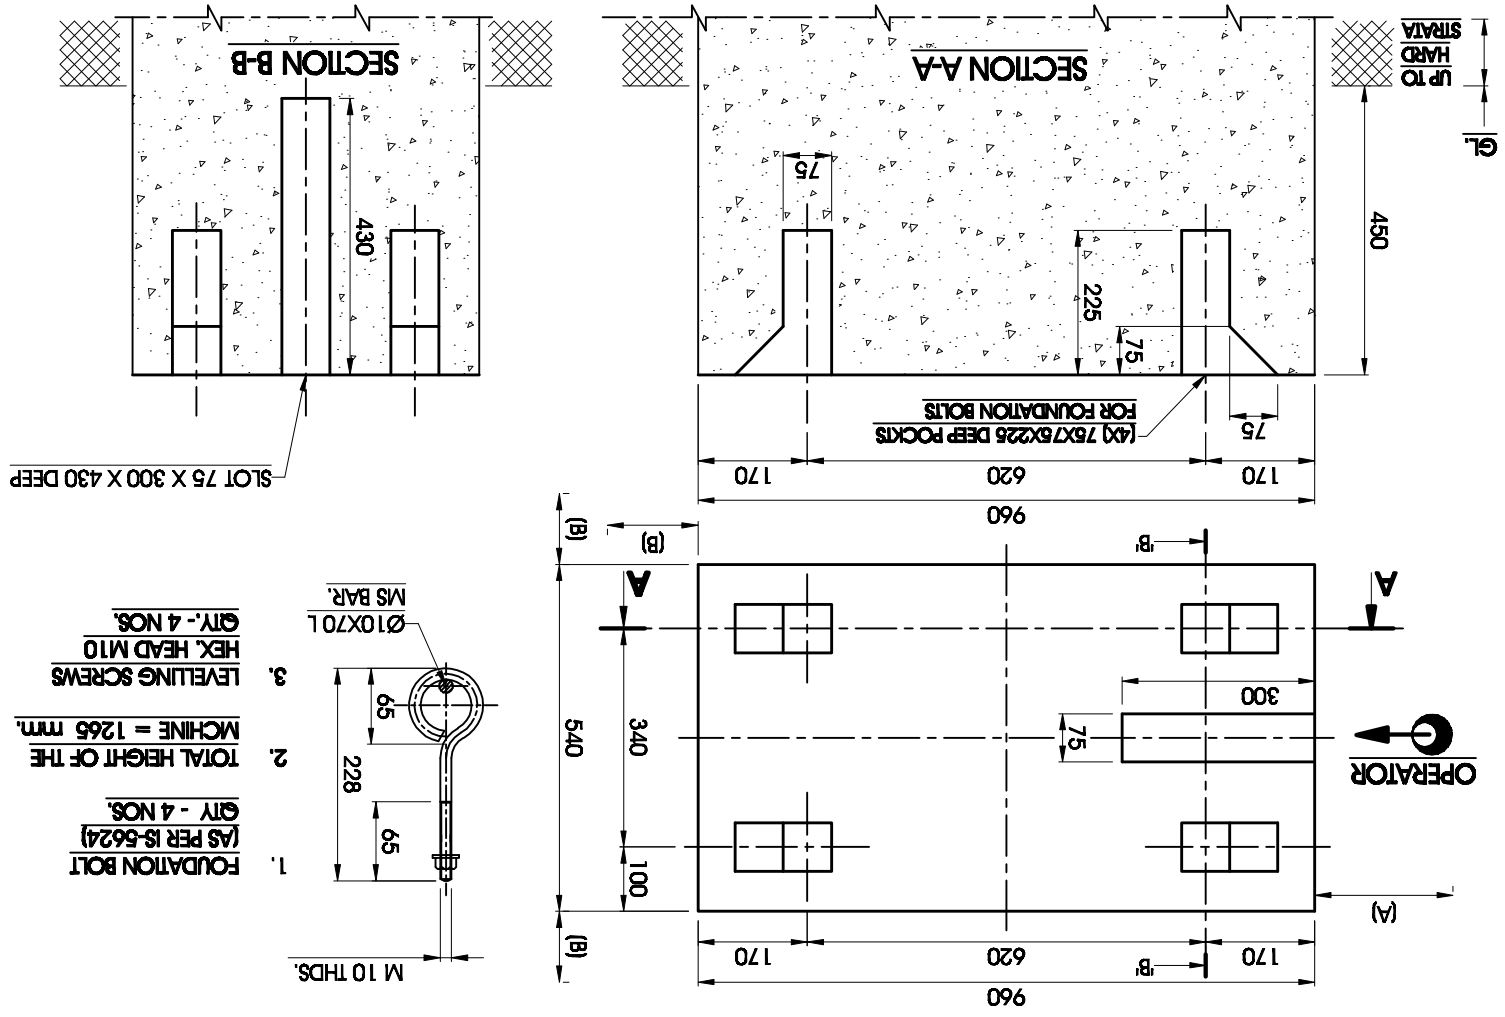 960
170
620
170
'B'
(B)
(A)
100
340
540
OPERATOR
75
300
A
A
'B'
(B)
(B)
960
170
620
170
M 10 THDS.
65
228
65
Ø10X70 L
MS BAR.
1. FOUDATION BOLT
(AS PER IS-5624)
QTY - 4 NOS.
2. TOTAL HEIGHT OF THE
MCHINE = 1265 mm.
3. LEVELLING SCREWS
HEX. HEAD M10
QTY.- 4 NOS.
75
(4X) 75X75X225 DEEP POCKTS
FOR FOUNDATION BOLTS
75
225
450
75
GL.
UP TO
HARD
STRATA
SECTION A-A
SLOT 75 X 300 X 430 DEEP
430
SECTION B-B